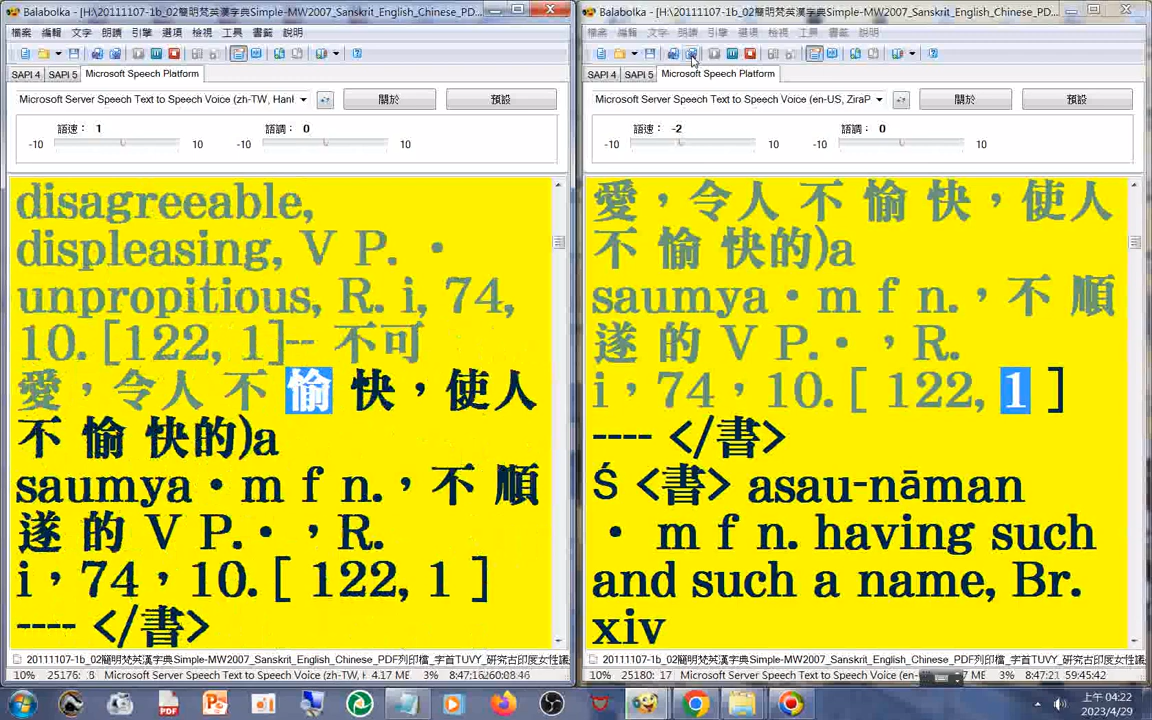 Balabolka - [H:\20111107-1b_02簡明梵英漢字典Simple-MW2007_Sanskrit_English_Chinese_PD...
檔案 編輯 文字 朗讀 引擎 選項 檢視 工具 書籤 說明
SAPI 4 SAPI 5 Microsoft Speech Platform
Microsoft Server Speech Text to Speech Voice (zh-TW, Hanl
關於 預設
語速： 1 語調： 0
-10 10 -10 10
disagreeable,
displeasing, V P. •
unpropitious, R. i, 74,
10. [122, 1]-- 不可
愛，令人 不 愉 快，使人
不 愉 快的)a
saumya • m f n.，不 順
遂 的 V P. • ，R.
i，74，10. [ 122, 1 ]
---- </書>
20111107-1b_02簡明梵英漢字典Simple-MW2007_Sanskrit_English_Chinese_PDF列印檔_字首TUVY_研究古印度女性議
10% 25176: Microsoft Server Speech Text to Speech Voice (zh-TW, 4.17 MB 3%
Balabolka - [H:\20111107-1b_02簡明梵英漢字典Simple-MW2007_Sanskrit_English_Chinese_PDF...
檔案 編輯 文字 朗讀 引擎 選項 檢視 工具 書籤 說明
SAPI 4 SAPI 5 Microsoft Speech Platform
Microsoft Server Speech Text to Speech Voice (en-US, ZiraP
關於 預設
語速： -2 語調： 0
-10 10 -10 10
愛，令人 不 愉 快，使人
不 愉 快的)a
saumya • m f n.，不 順
遂 的 V P. • ，R.
i，74，10. [ 122, 1 ]
---- </書>
Ś <書> asau-nāman
• m f n. having such
and such a name, Br.
xiv
20111107-1b_02簡明梵英漢字典Simple-MW2007_Sanskrit_English_Chinese_PDF列印檔_字首TUVY_研究古印度女性議
10% 25180: 17 Microsoft Server Speech Text to Speech Voice (en-US, 3% 8:47:21 59:45:42
上午 04:22
2023/4/29